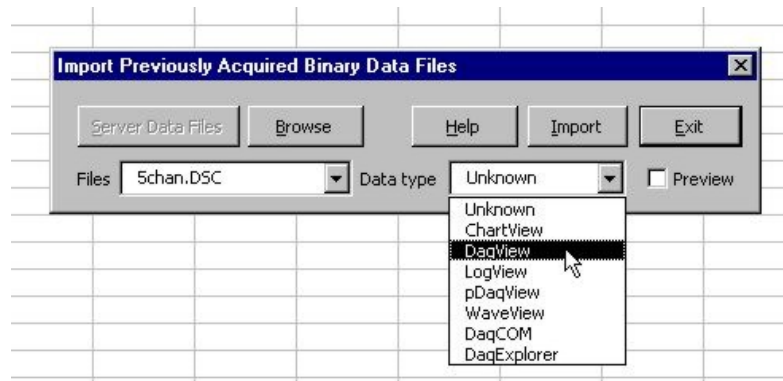 Import Previously Acquired Binary Data Files
Server Data Files Browse Help Import Exit
Files 5chan.DSC Data type Unknown Preview
Unknown
ChartView
DaqView
LogView
pDaqView
WaveView
DaqCOM
DaqExplorer